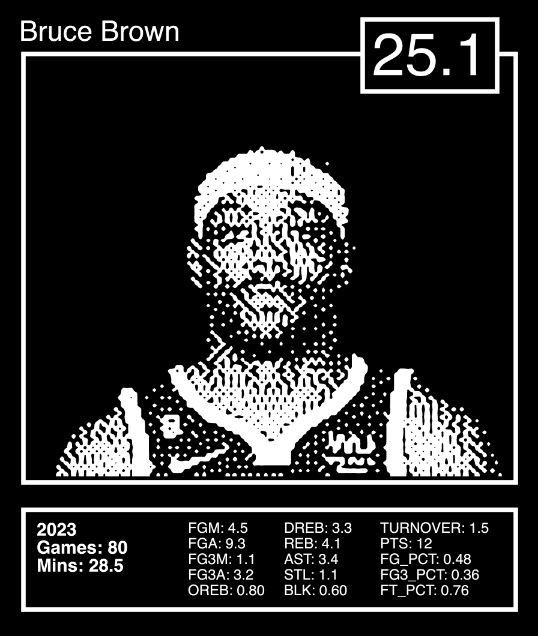 Bruce Brown
25.1
2023
Games: 80
Mins: 28.5
FGM: 4.5
FGA: 9.3
FG3M: 1.1
FG3A: 3.2
OREB: 0.80
DREB: 3.3
REB: 4.1
AST: 3.4
STL: 1.1
BLK: 0.60
TURNOVER: 1.5
PTS: 12
FG_PCT: 0.48
FG3_PCT: 0.36
FT_PCT: 0.76